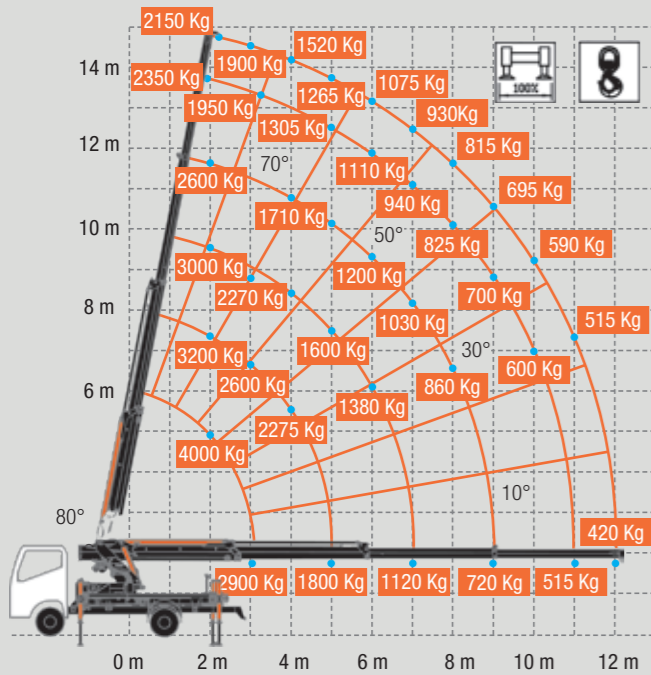 2150 Kg
1520 Kg
1900 Kg
14 m
2350 Kg
1075 Kg
100%
1265 Kg
1950 Kg
930Kg
1305 Kg
815 Kg
12 m
70°
1110 Kg
2600 Kg
695 Kg
940 Kg
1710 Kg
10 m
50°
825 Kg
590 Kg
3000 Kg
1200 Kg
2270 Kg
700 Kg
8 m
1030 Kg
515 Kg
3200 Kg
1600 Kg
30°
600 Kg
2600 Kg
860 Kg
6 m
1380 Kg
2275 Kg
4000 Kg
10°
80°
420 Kg
2900 Kg
1800 Kg
1120 Kg
720 Kg
515 Kg
0 m
2 m
4 m
6 m
8 m
10 m
12 m